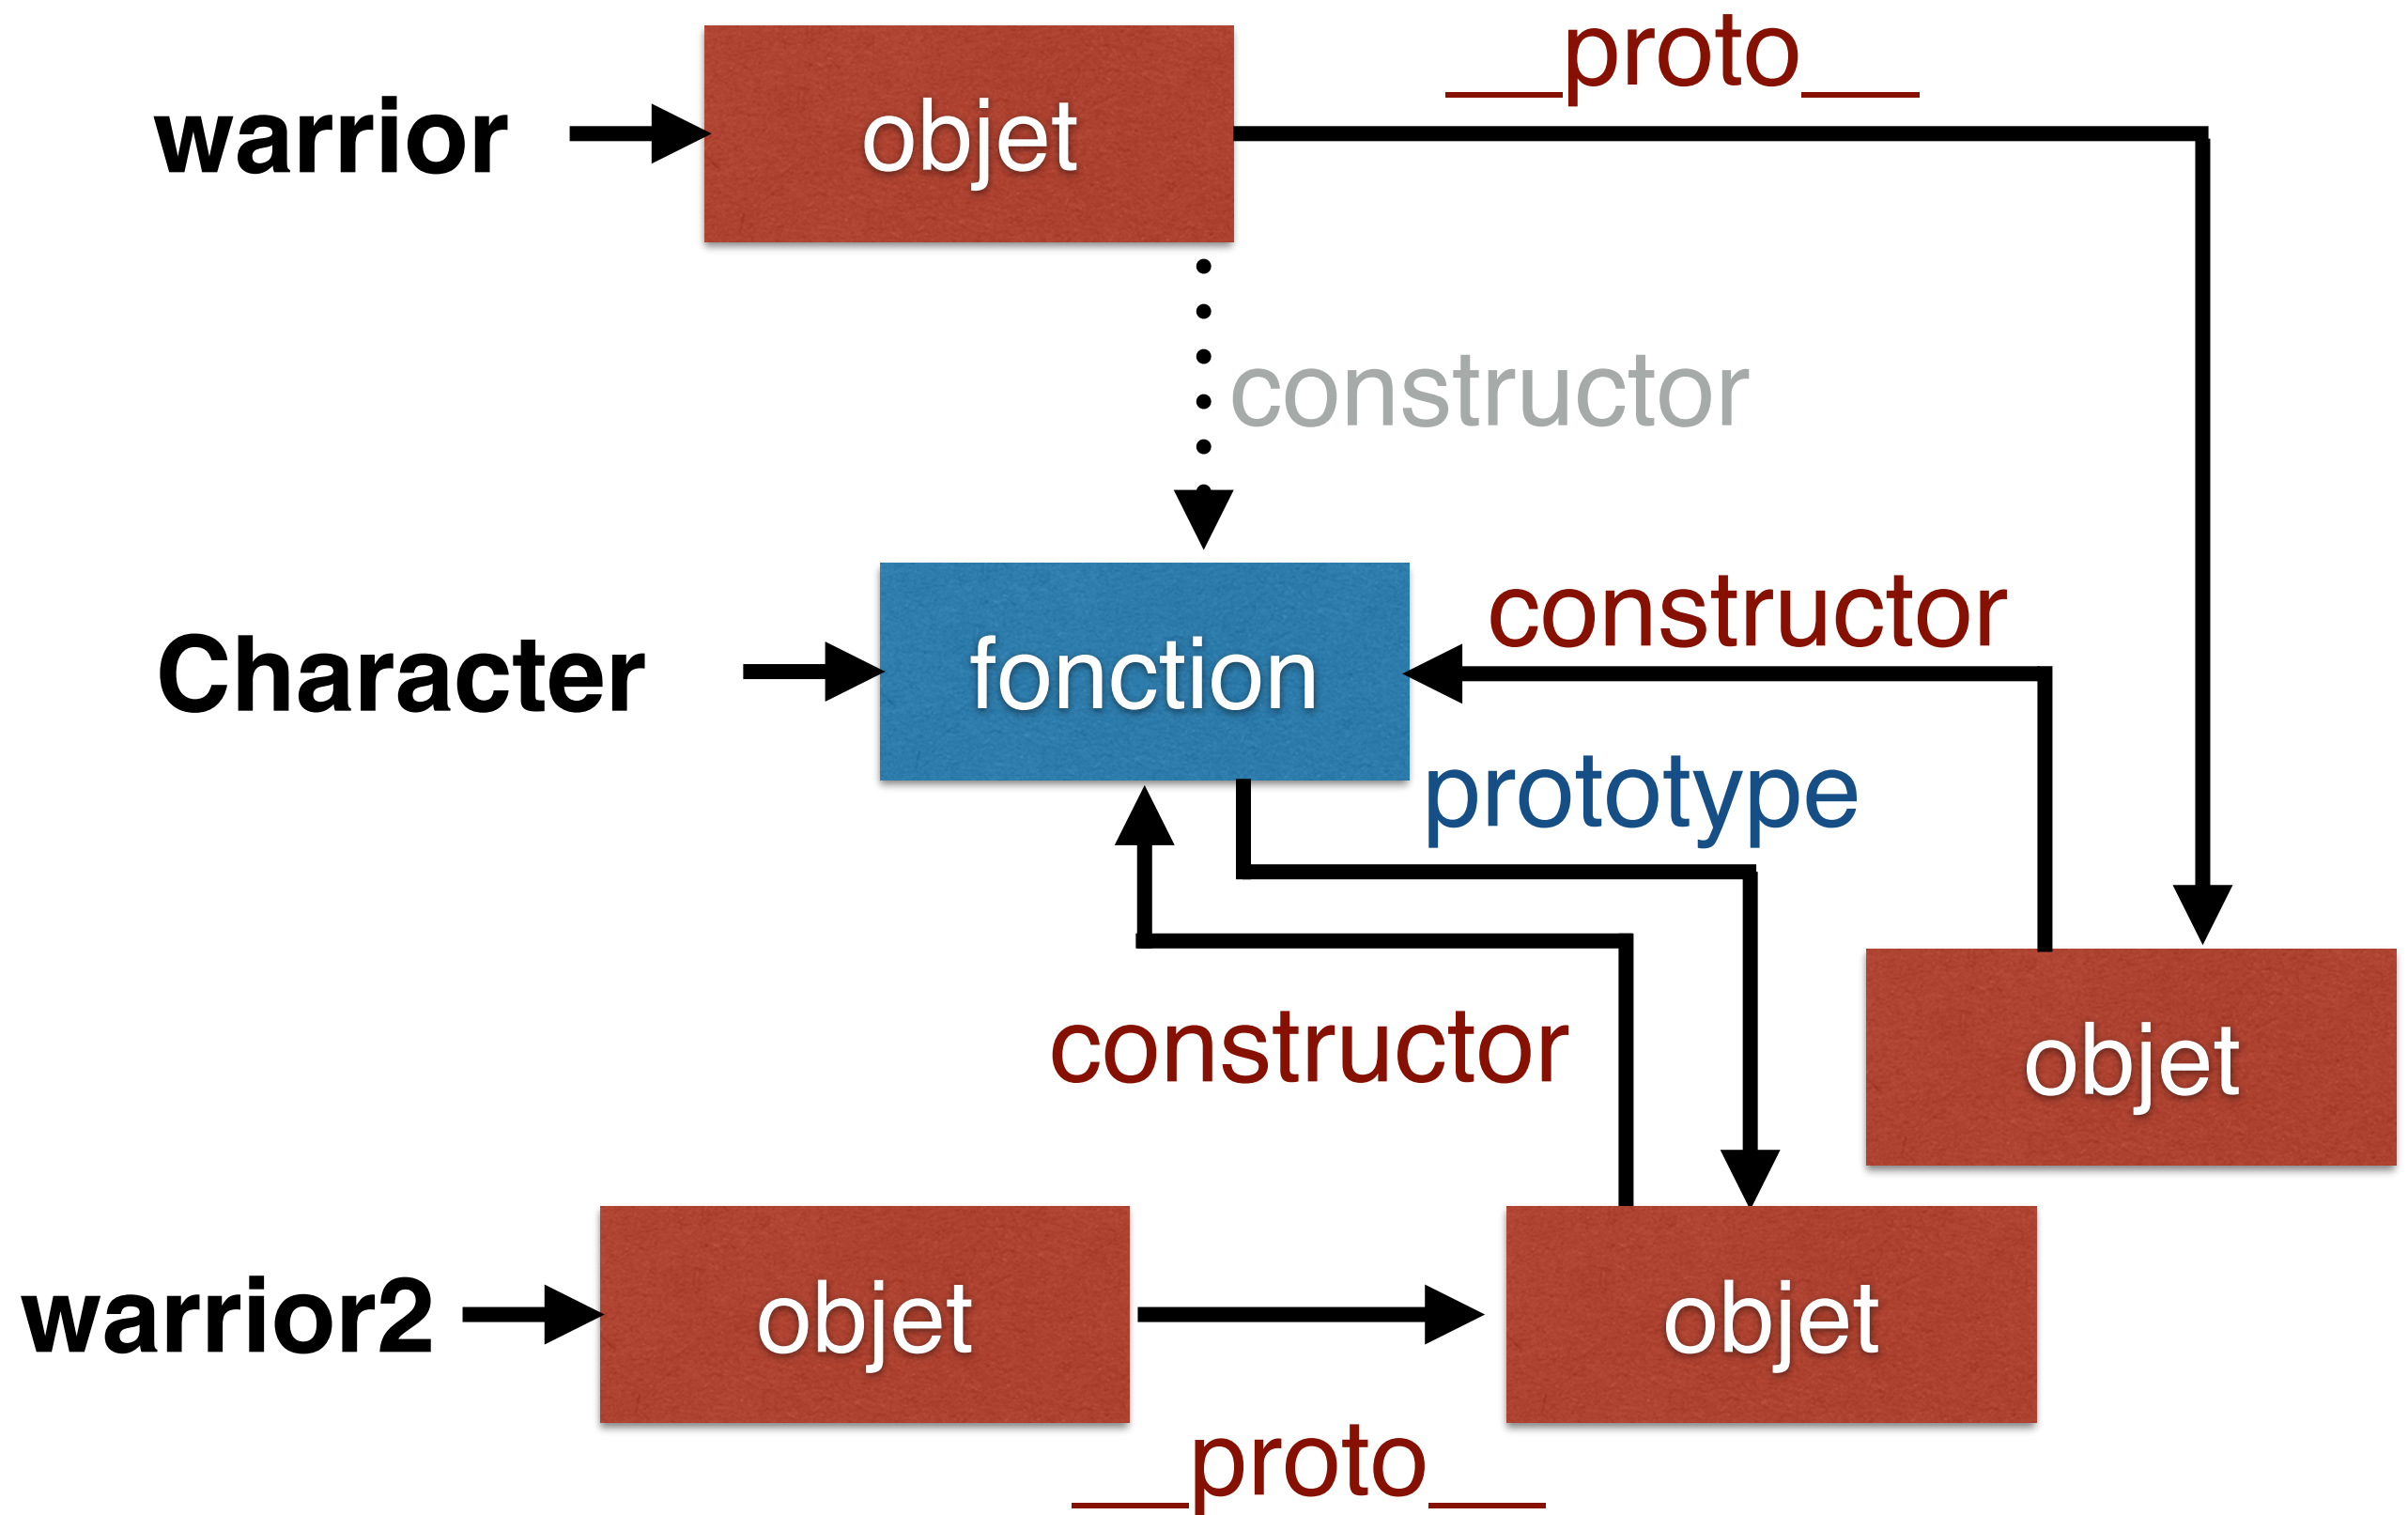 __proto__
warrior
objet
constructor
constructor
Character
fonction
prototype
constructor
objet
warrior2
objet
objet
__proto__